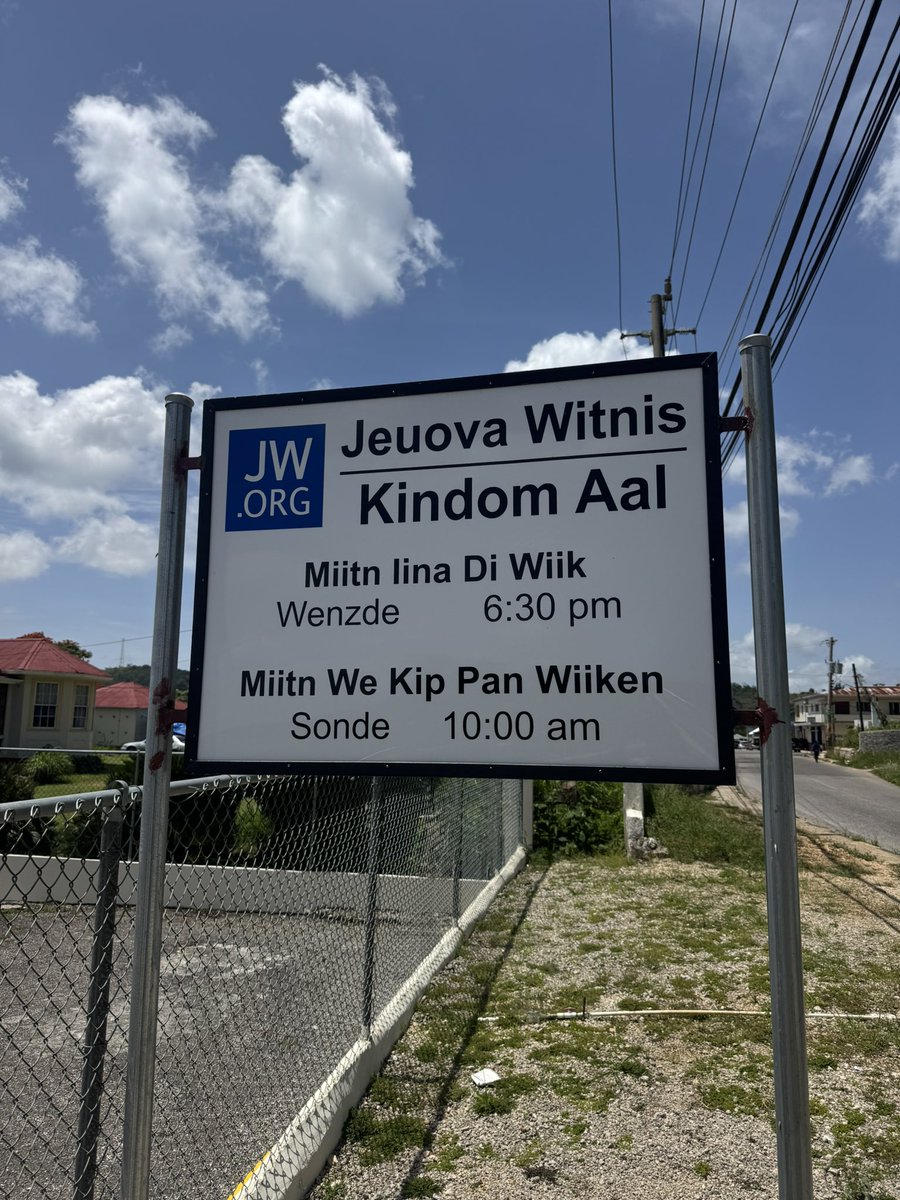 JW
.ORG
Jeuova Witnis
Kindom Aal
Miitn Iina Di Wiik
Wenzde 6:30 pm
Miitn We Kip Pan Wiiken
Sonde 10:00 am